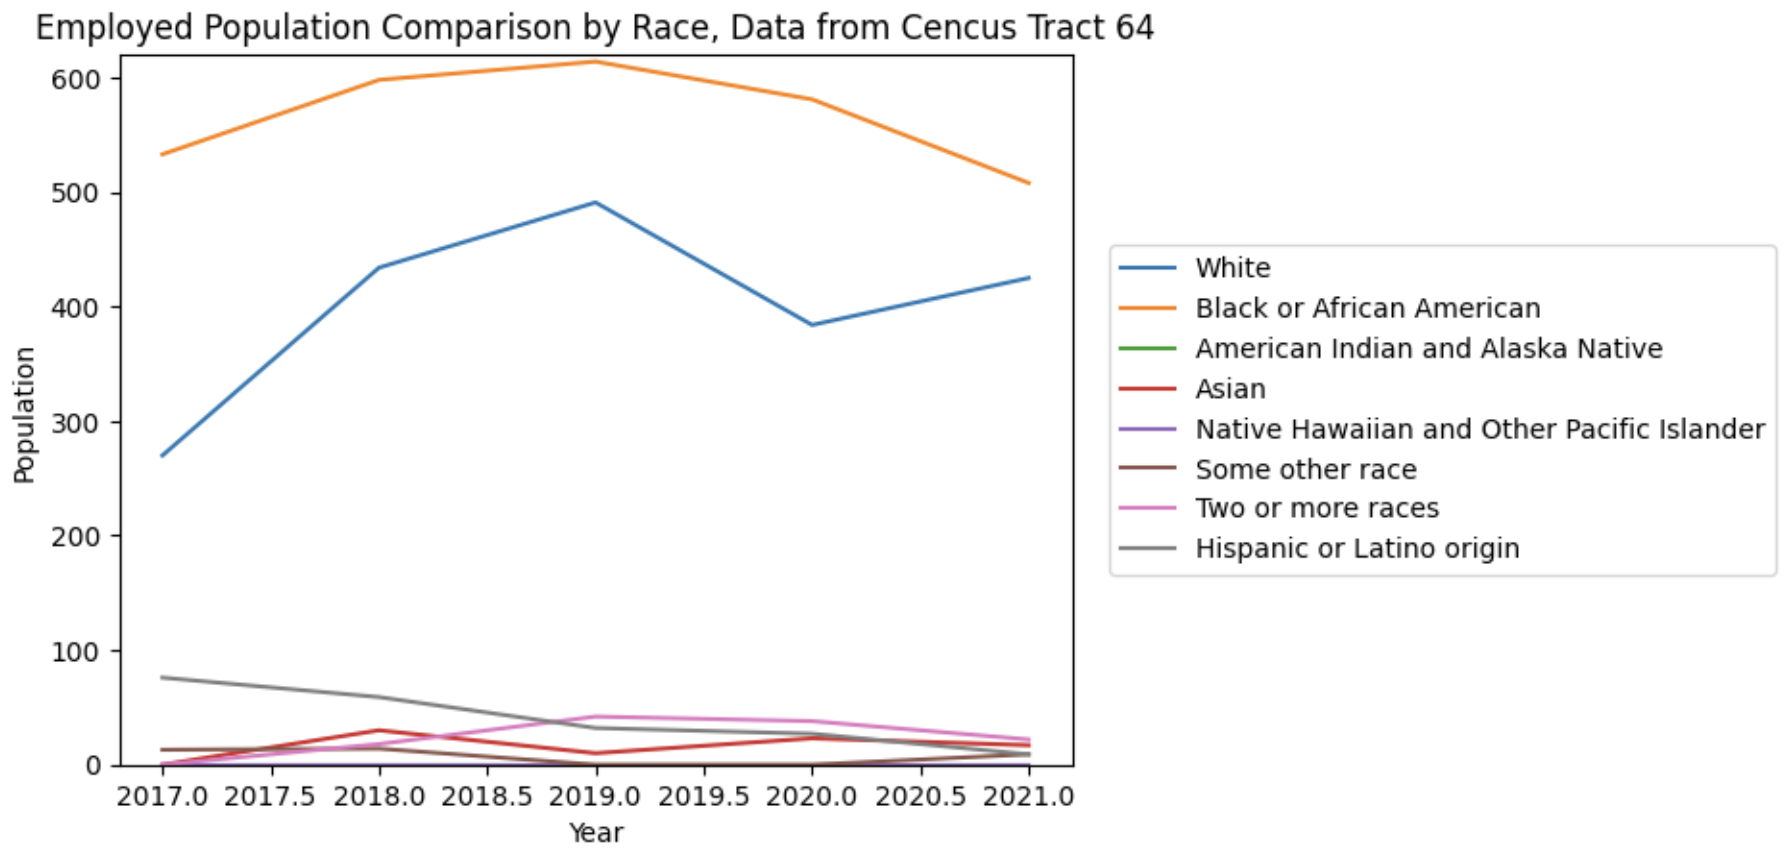 Employed Population Comparison by Race, Data from Cencus Tract 64
600
500
400
300
200
100
0
Population
2017.0 2017.5 2018.0 2018.5 2019.0 2019.5 2020.0 2020.5 2021.0
Year
White
Black or African American
American Indian and Alaska Native
Asian
Native Hawaiian and Other Pacific Islander
Some other race
Two or more races
Hispanic or Latino origin